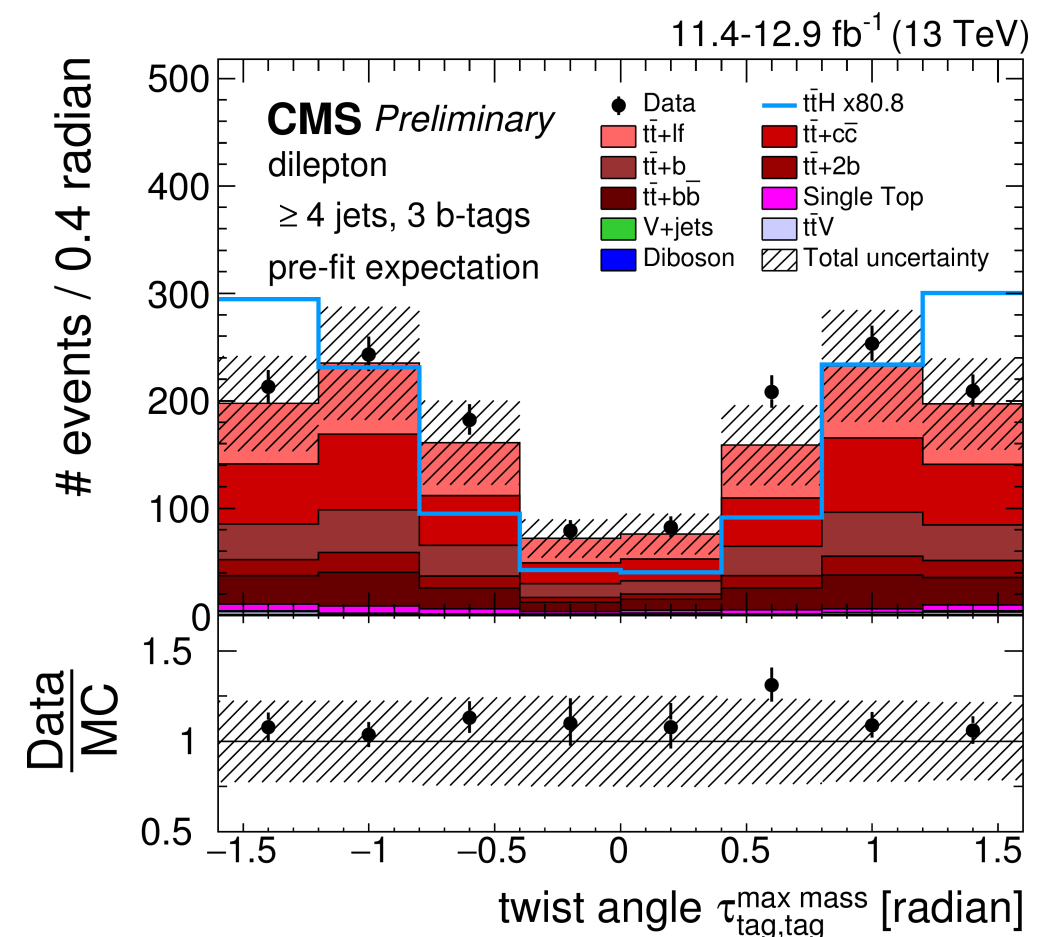 11.4-12.9 fb⁻¹ (13 TeV)
# events / 0.4 radian
500
400
300
200
100
0
CMS Preliminary
dilepton
≥ 4 jets, 3 b-tags
pre-fit expectation
Data
tt̄H x80.8
tt̄+lf
tt̄+cc̄
tt̄+b
tt̄+2b
tt̄+bb̄
Single Top
V+jets
tt̄V
Diboson
Total uncertainty
Data
MC
1.5
1
0.5
−1.5 −1 −0.5 0 0.5 1 1.5
twist angle τ^{max mass}_{tag,tag} [radian]